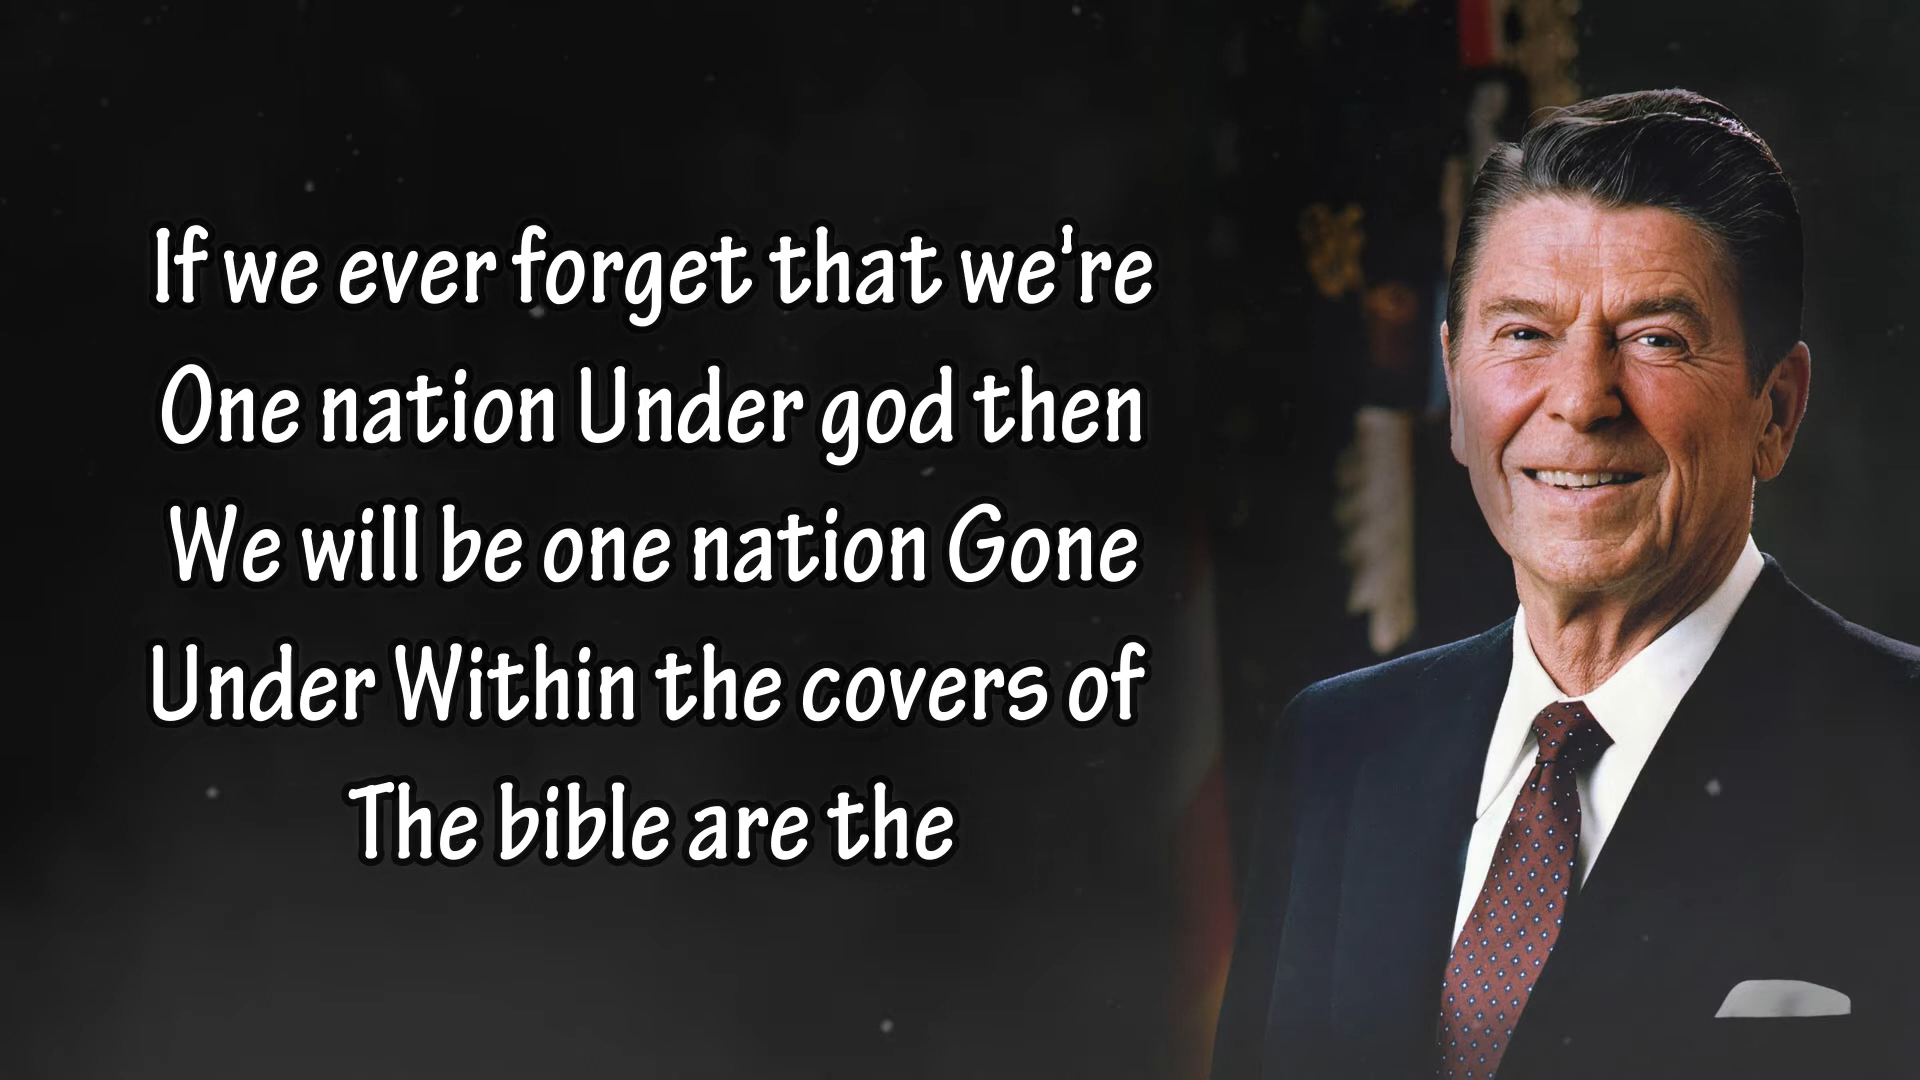 If we ever forget that we're
One nation Under god then
We will be one nation Gone
Under Within the covers of
The bible are the